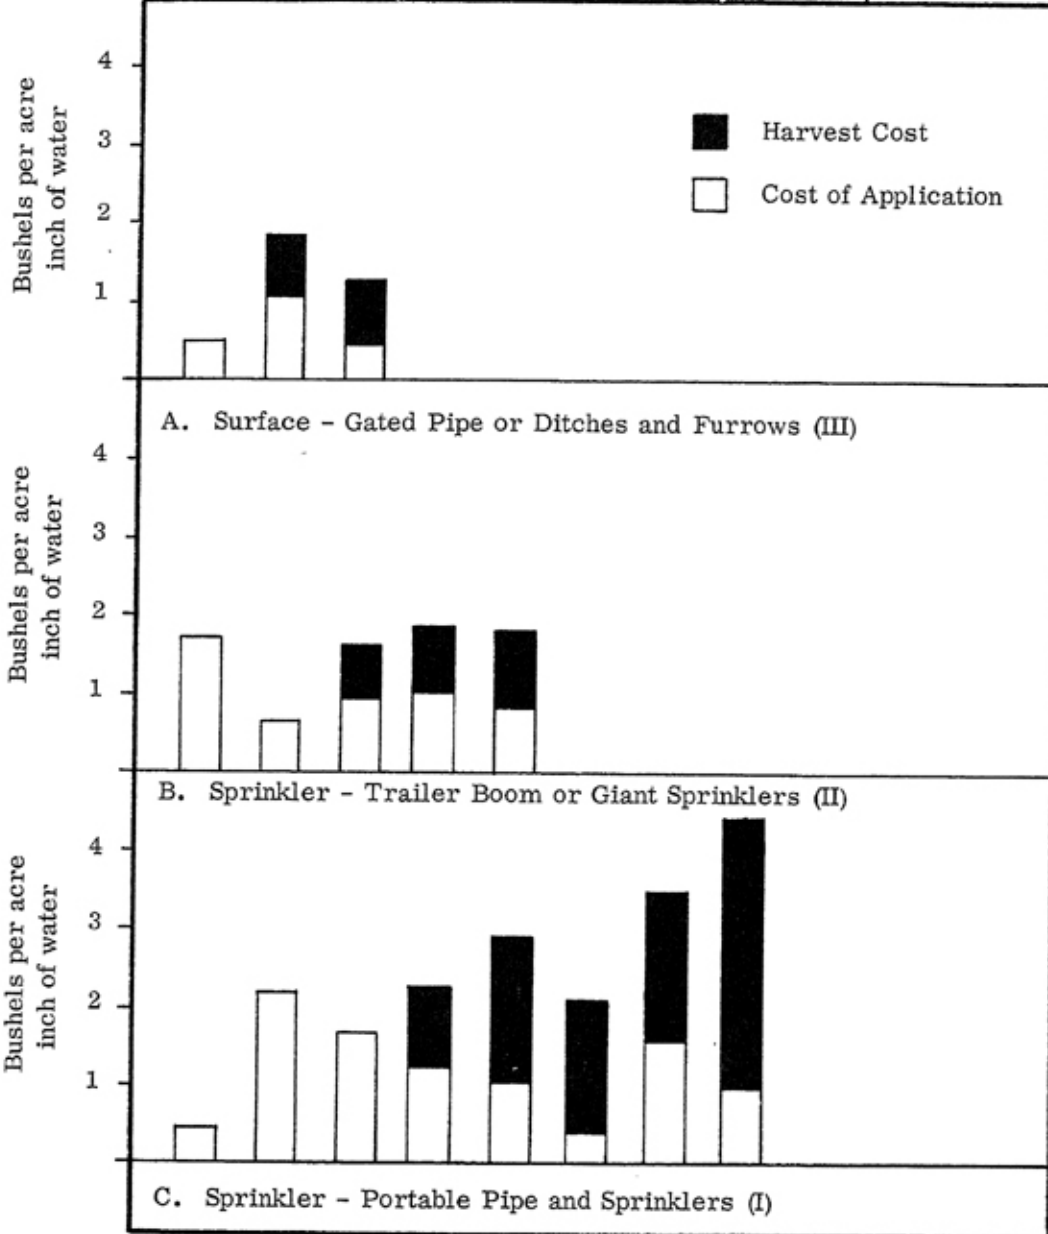 Bushels per acre
inch of water
4
3
2
1
Harvest Cost
Cost of Application
A. Surface - Gated Pipe or Ditches and Furrows (III)
Bushels per acre
inch of water
4
3
2
1
B. Sprinkler - Trailer Boom or Giant Sprinklers (II)
Bushels per acre
inch of water
4
3
2
1
C. Sprinkler - Portable Pipe and Sprinklers (I)